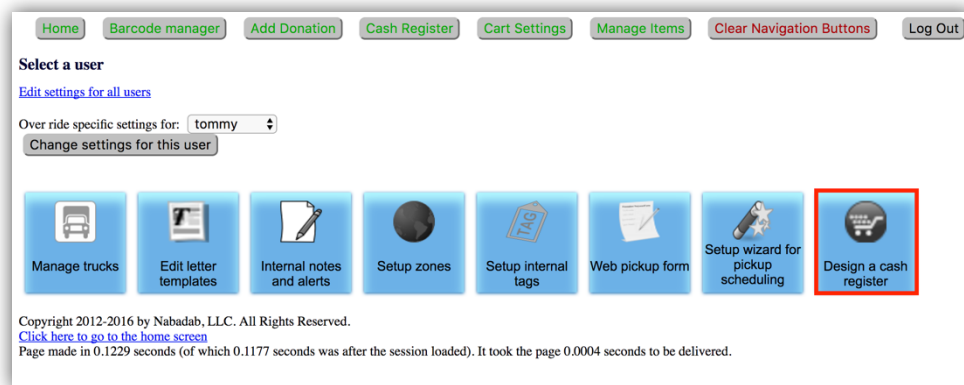 Home Barcode manager Add Donation Cash Register Cart Settings Manage Items Clear Navigation Buttons Log Out
Select a user
Edit settings for all users
Over ride specific settings for: tommy
Change settings for this user
T
TAG
Manage trucks
Edit letter
templates
Internal notes
and alerts
Setup zones
Setup internal
tags
Web pickup form
Setup wizard for
pickup
scheduling
Design a cash
register
Copyright 2012-2016 by Nabadab, LLC. All Rights Reserved.
Click here to go to the home screen
Page made in 0.1229 seconds (of which 0.1177 seconds was after the session loaded). It took the page 0.0004 seconds to be delivered.